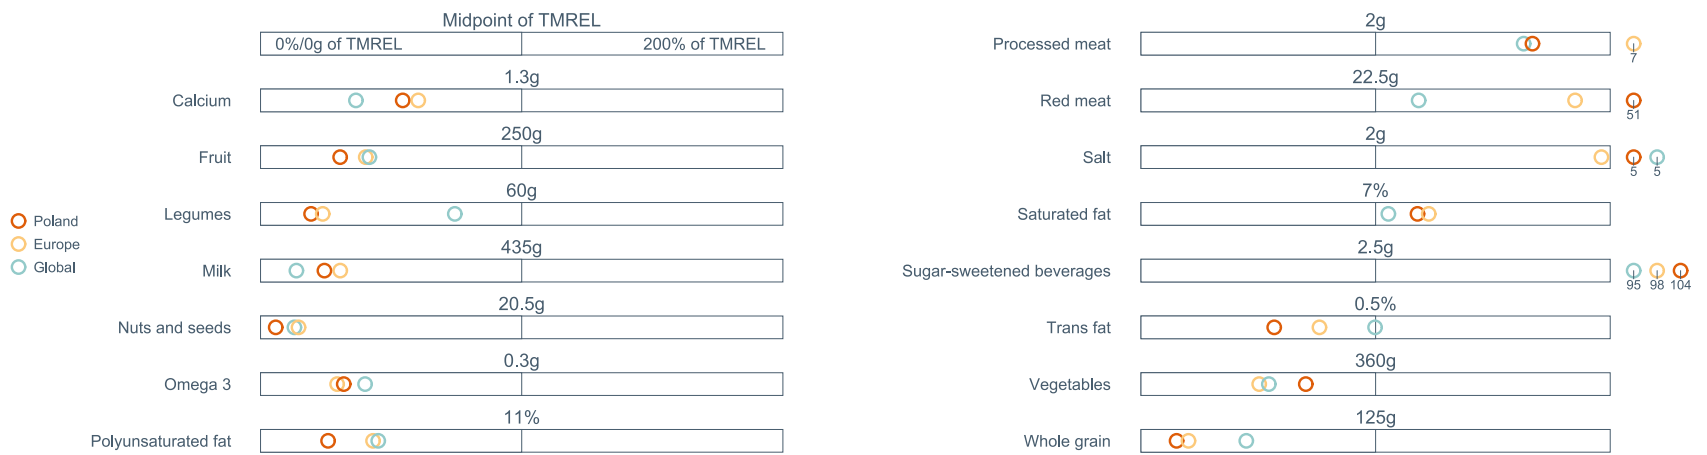 Midpoint of TMREL
0%/0g of TMREL
200% of TMREL
1.3g
Calcium
250g
Fruit
60g
Legumes
435g
Milk
20.5g
Nuts and seeds
0.3g
Omega 3
11%
Polyunsaturated fat
Poland
Europe
Global
2g
Processed meat
7
22.5g
Red meat
51
2g
Salt
5 5
7%
Saturated fat
2.5g
Sugar-sweetened beverages
95 98 104
0.5%
Trans fat
360g
Vegetables
125g
Whole grain